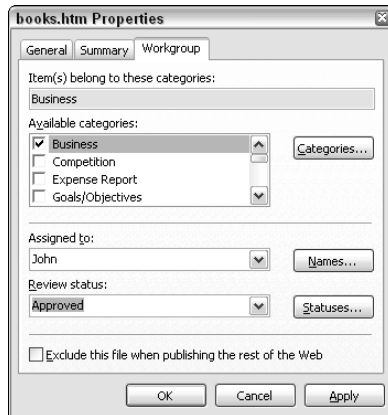 books.htm Properties
General Summary Workgroup
Item(s) belong to these categories:
Business
Available categories:
Business
Competition
Expense Report
Goals/Objectives
Categories...
Assigned to:
John
Names...
Review status:
Approved
Statuses...
Exclude this file when publishing the rest of the Web
OK Cancel Apply